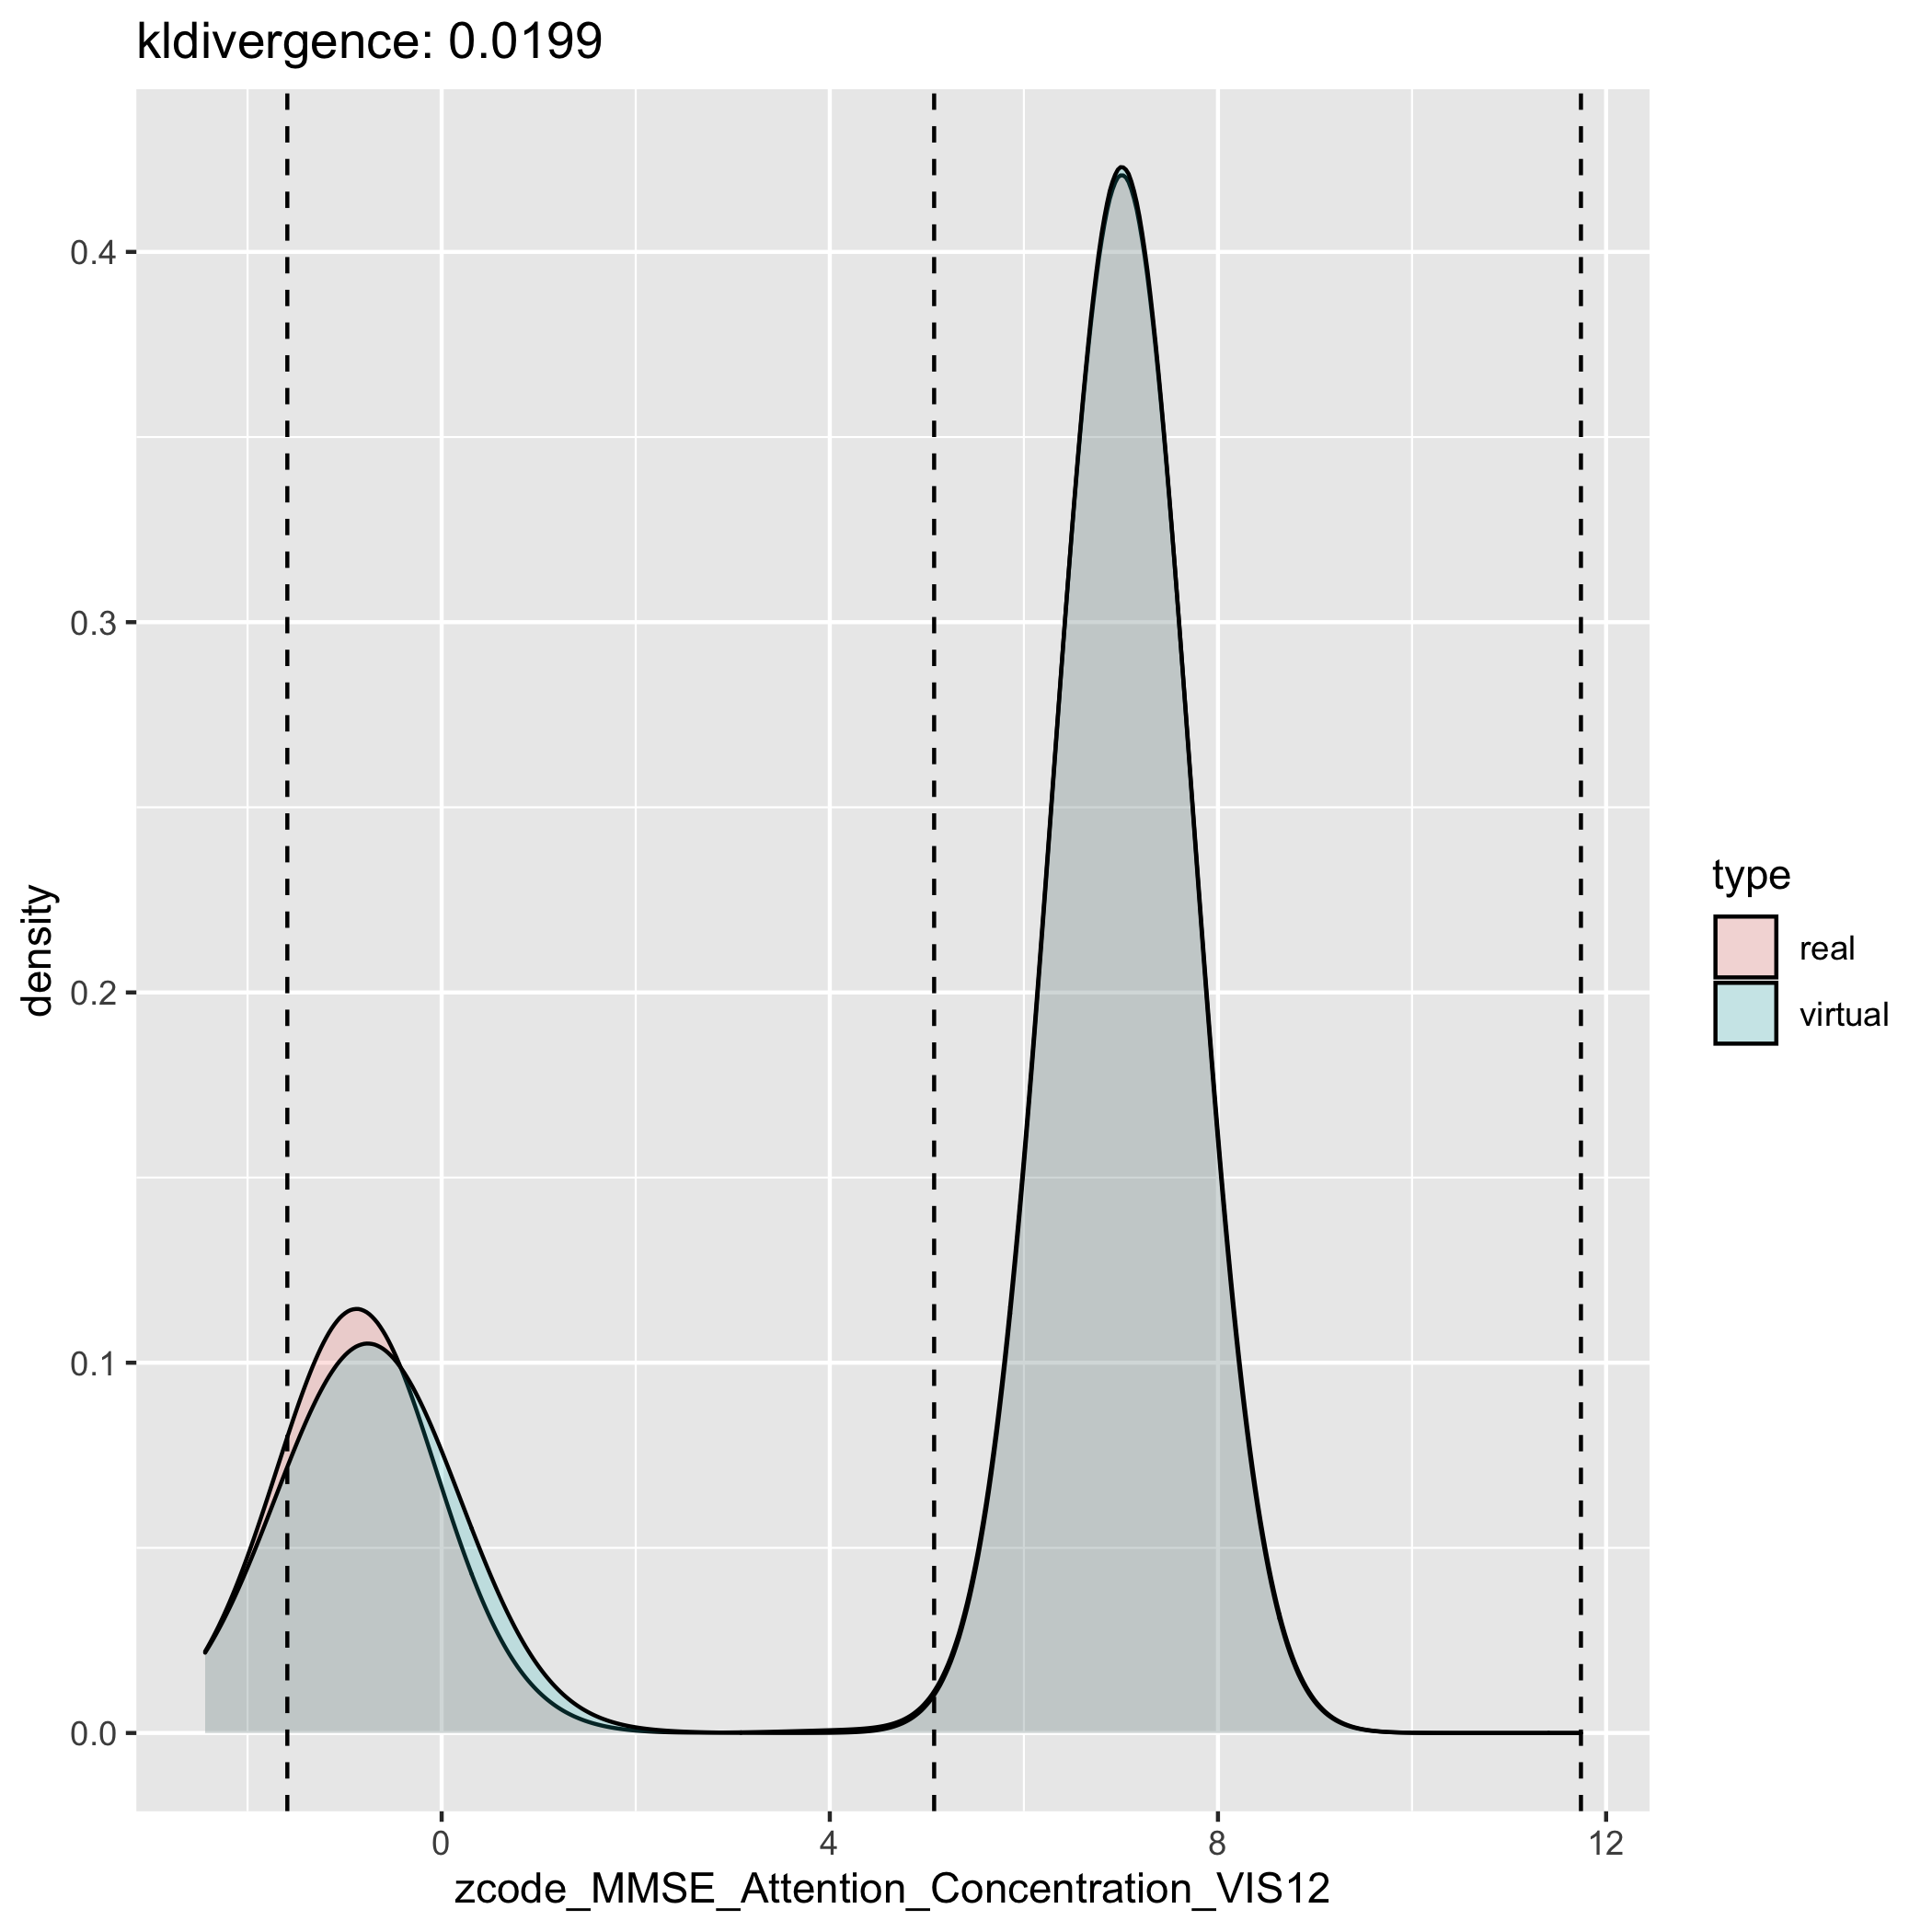 kldivergence: 0.0199
0.4
0.3
0.2
0.1
0.0
density
0
4
8
12
zcode_MMSE_Attention_Concentration_VIS12
type
real
virtual